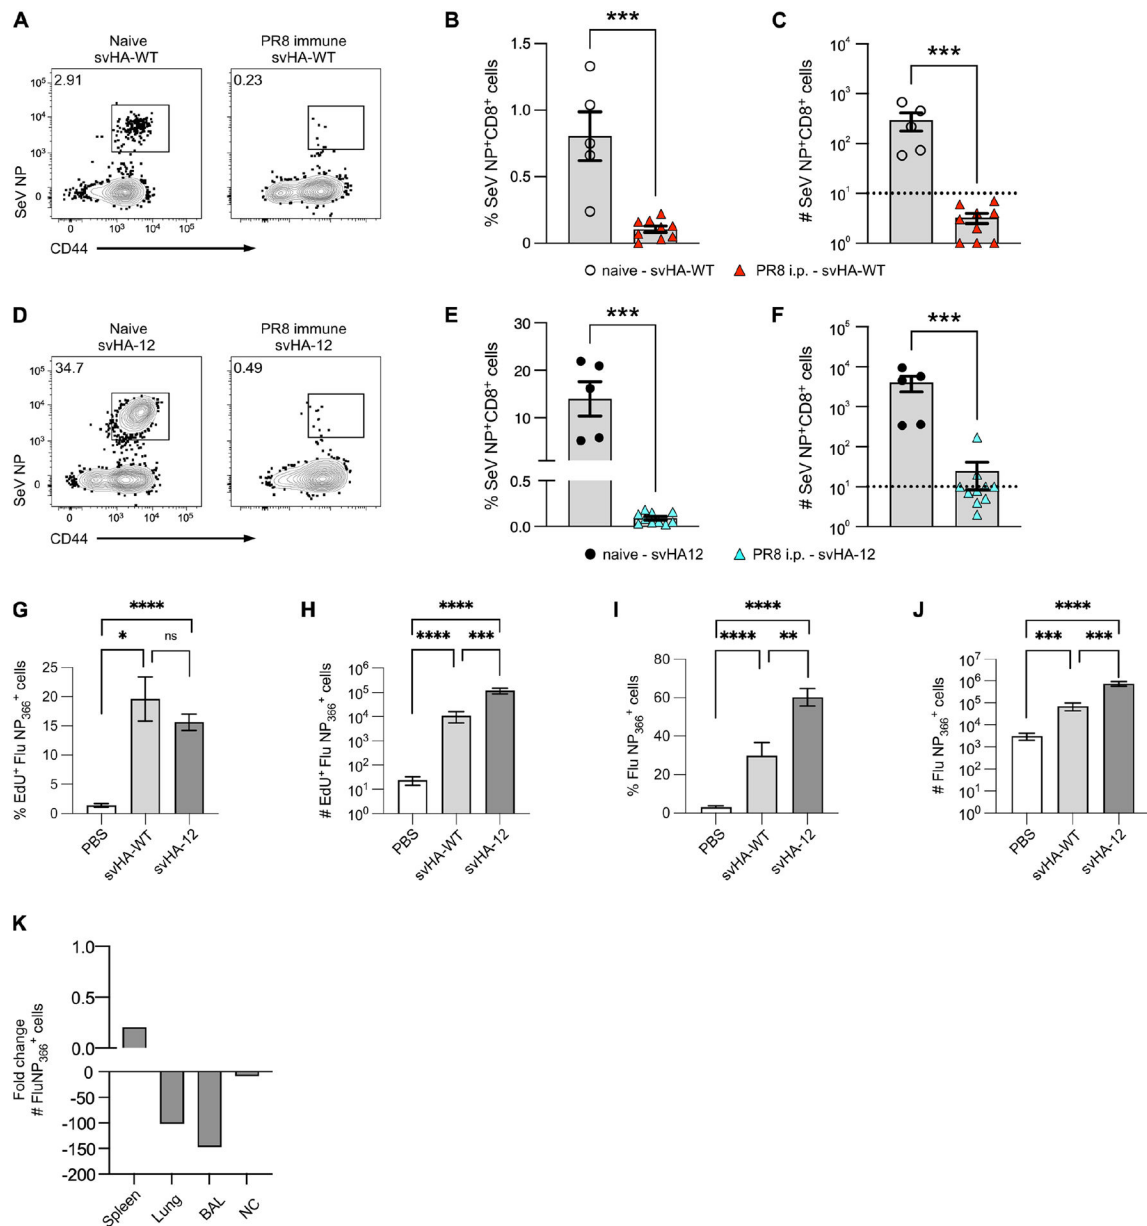 A
Naive
svHA-WT
PR8 immune
svHA-WT
2.91
0.23
10⁵
10⁴
10³
0
SeV NP
0 10³ 10⁴ 10⁵
0 10³ 10⁴ 10⁵
CD44
B
***
1.5
1.0
0.5
0
% SeV NP⁺CD8⁺ cells
C
***
10⁴
10³
10²
10¹
10⁰
# SeV NP⁺CD8⁺ cells
naive - svHA-WT
PR8 i.p. - svHA-WT
D
Naive
svHA-12
PR8 immune
svHA-12
34.7
0.49
10⁵
10⁴
10³
0
SeV NP
0 10³ 10⁴ 10⁵
0 10³ 10⁴ 10⁵
CD44
E
***
30
20
10
0.5
0.0
% SeV NP⁺CD8⁺ cells
F
***
10⁵
10⁴
10³
10²
10¹
10⁰
# SeV NP⁺CD8⁺ cells
naive - svHA12
PR8 i.p. - svHA-12
G
****
* ns
25
20
15
10
5
0
% EdU⁺ Flu NP₃₆₆⁺ cells
PBS
svHA-WT
svHA-12
H
****
**** ***
10⁶
10⁵
10⁴
10³
10²
10¹
10⁰
# EdU⁺ Flu NP₃₆₆⁺ cells
PBS
svHA-WT
svHA-12
I
****
**** **
80
60
40
20
0
% Flu NP₃₆₆⁺ cells
PBS
svHA-WT
svHA-12
J
****
*** ***
10⁷
10⁶
10⁵
10⁴
10³
10²
10¹
10⁰
# Flu NP₃₆₆⁺ cells
PBS
svHA-WT
svHA-12
K
1.0
0.5
0.0
0
-50
-100
-150
-200
Fold change
# FluNP₃₆₆⁺ cells
Spleen
Lung
BAL
NC